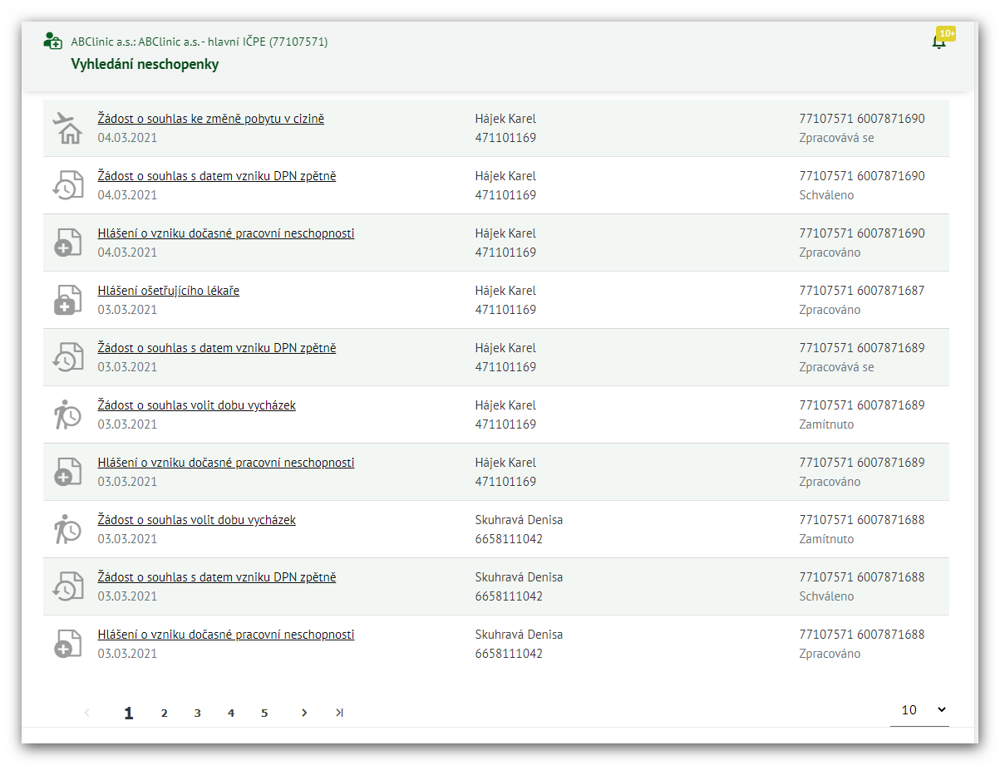 ABClinic a.s.: ABClinic a.s. - hlavní IČPE (77107571)
10+
Vyhledání neschopenky
Žádost o souhlas ke změně pobytu v cizině Hájek Karel 77107571 6007871690
04.03.2021 471101169 Zpracovává se
Žádost o souhlas s datem vzniku DPN zpětně Hájek Karel 77107571 6007871690
04.03.2021 471101169 Schváleno
Hlášení o vzniku dočasné pracovní neschopnosti Hájek Karel 77107571 6007871690
04.03.2021 471101169 Zpracováno
Hlášení ošetřujícího lékaře Hájek Karel 77107571 6007871687
03.03.2021 471101169 Zpracováno
Žádost o souhlas s datem vzniku DPN zpětně Hájek Karel 77107571 6007871689
03.03.2021 471101169 Zpracovává se
Žádost o souhlas volit dobu vycházek Hájek Karel 77107571 6007871689
03.03.2021 471101169 Zamítnuto
Hlášení o vzniku dočasné pracovní neschopnosti Hájek Karel 77107571 6007871689
03.03.2021 471101169 Zpracováno
Žádost o souhlas volit dobu vycházek Skuhravá Denisa 77107571 6007871688
03.03.2021 6658111042 Zamítnuto
Žádost o souhlas s datem vzniku DPN zpětně Skuhravá Denisa 77107571 6007871688
03.03.2021 6658111042 Schváleno
Hlášení o vzniku dočasné pracovní neschopnosti Skuhravá Denisa 77107571 6007871688
03.03.2021 6658111042 Zpracováno
1 2 3 4 5 10